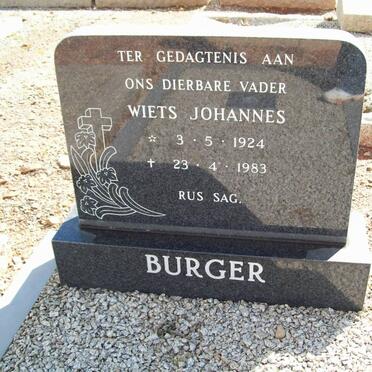 TER GEDAGTENIS AAN
ONS DIERBARE VADER
WIETS JOHANNES
☆ 3 · 5 · 1924
✝ 23 · 4 · 1983
RUS SAG.
BURGER